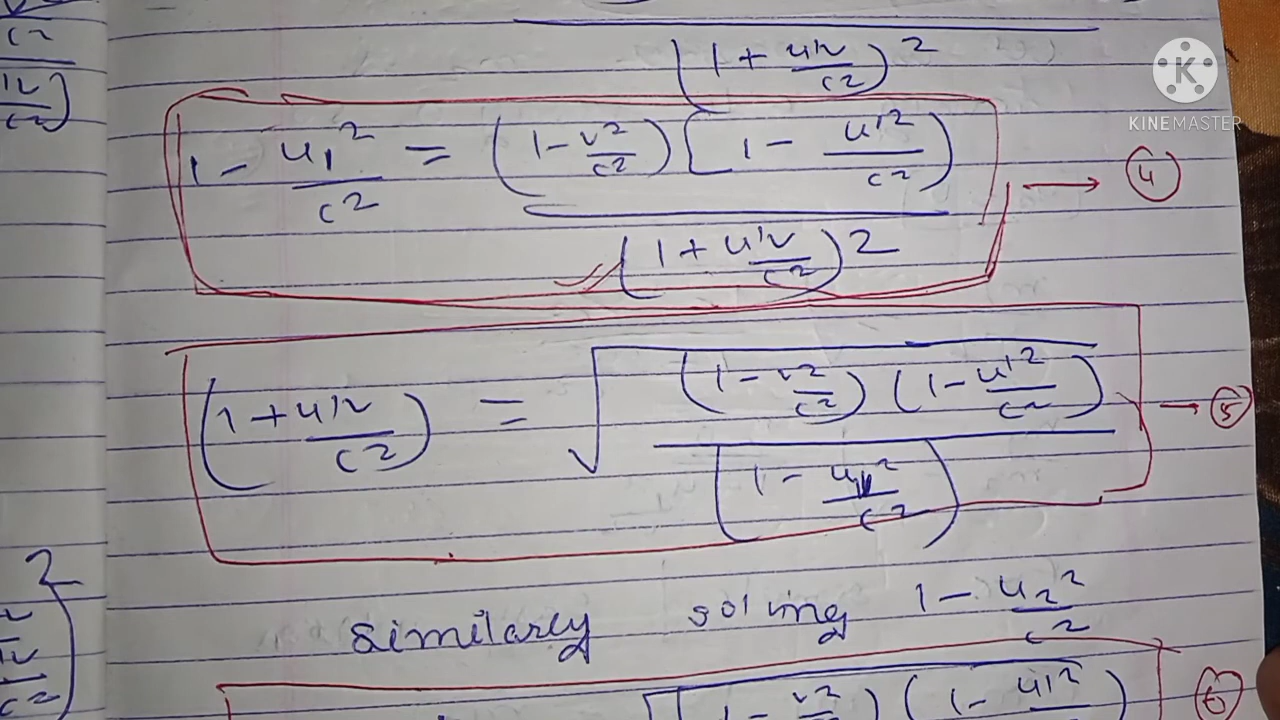 (1 + u'v/c²)²
1 - u₁²/c² = (1 - v²/c²) [1 - u'²/c²) → ④
KINEMASTER
(1 + u'v/c²)²
(1 + u'v/c²) = √((1 - v²/c²) (1 - u'²/c²) / (1 - u₁²/c²)) → ⑤
similarly solving 1 - u₂²/c²
1 - v²/c²) (1 - u'²/c²) ⑥